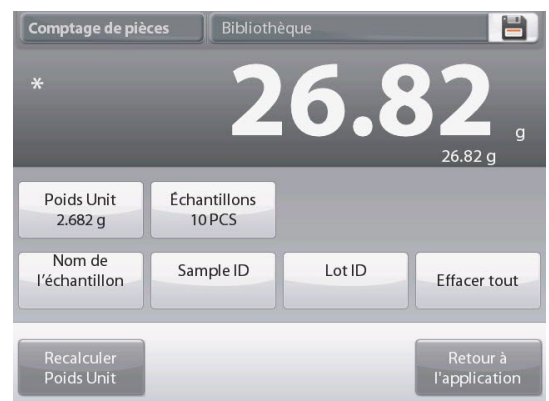 Comptage de pièces
Bibliothèque
*
26.82 g
26.82 g
Poids Unit
2.682 g
Échantillons
10 PCS
Nom de
l'échantillon
Sample ID
Lot ID
Effacer tout
Recalculer
Poids Unit
Retour à
l'application